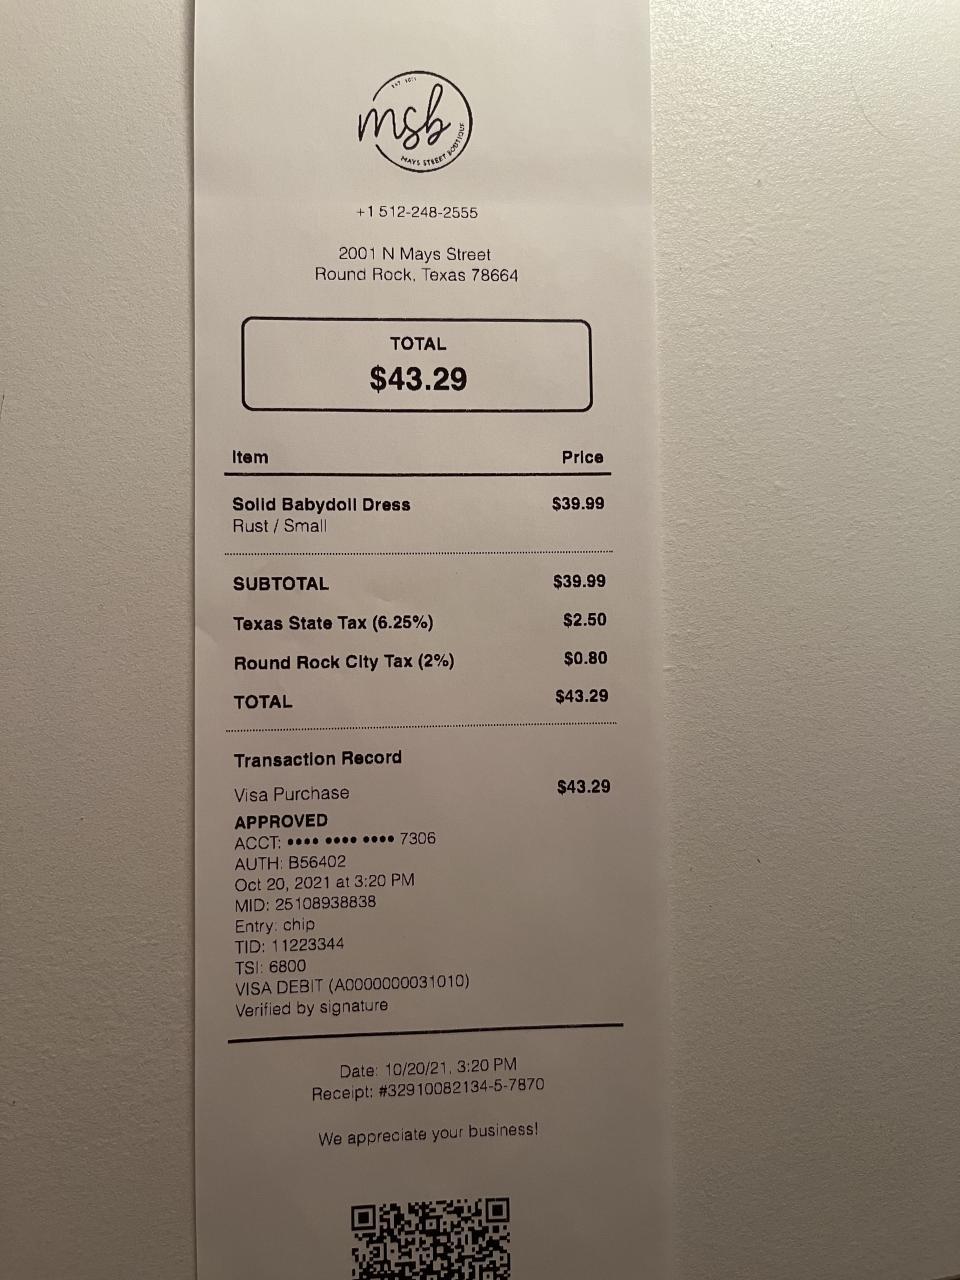 msb
MAYS STREET BOUTIQUE
+1 512-248-2555
2001 N Mays Street
Round Rock, Texas 78664
TOTAL
$43.29
Item Price
Solid Babydoll Dress $39.99
Rust / Small
SUBTOTAL $39.99
Texas State Tax (6.25%) $2.50
Round Rock City Tax (2%) $0.80
TOTAL $43.29
Transaction Record
Visa Purchase $43.29
APPROVED
ACCT: •••• •••• •••• 7306
AUTH: B56402
Oct 20, 2021 at 3:20 PM
MID: 25108938838
Entry: chip
TID: 11223344
TSI: 6800
VISA DEBIT (A0000000031010)
Verified by signature
Date: 10/20/21, 3:20 PM
Receipt: #32910082134-5-7870
We appreciate your business!